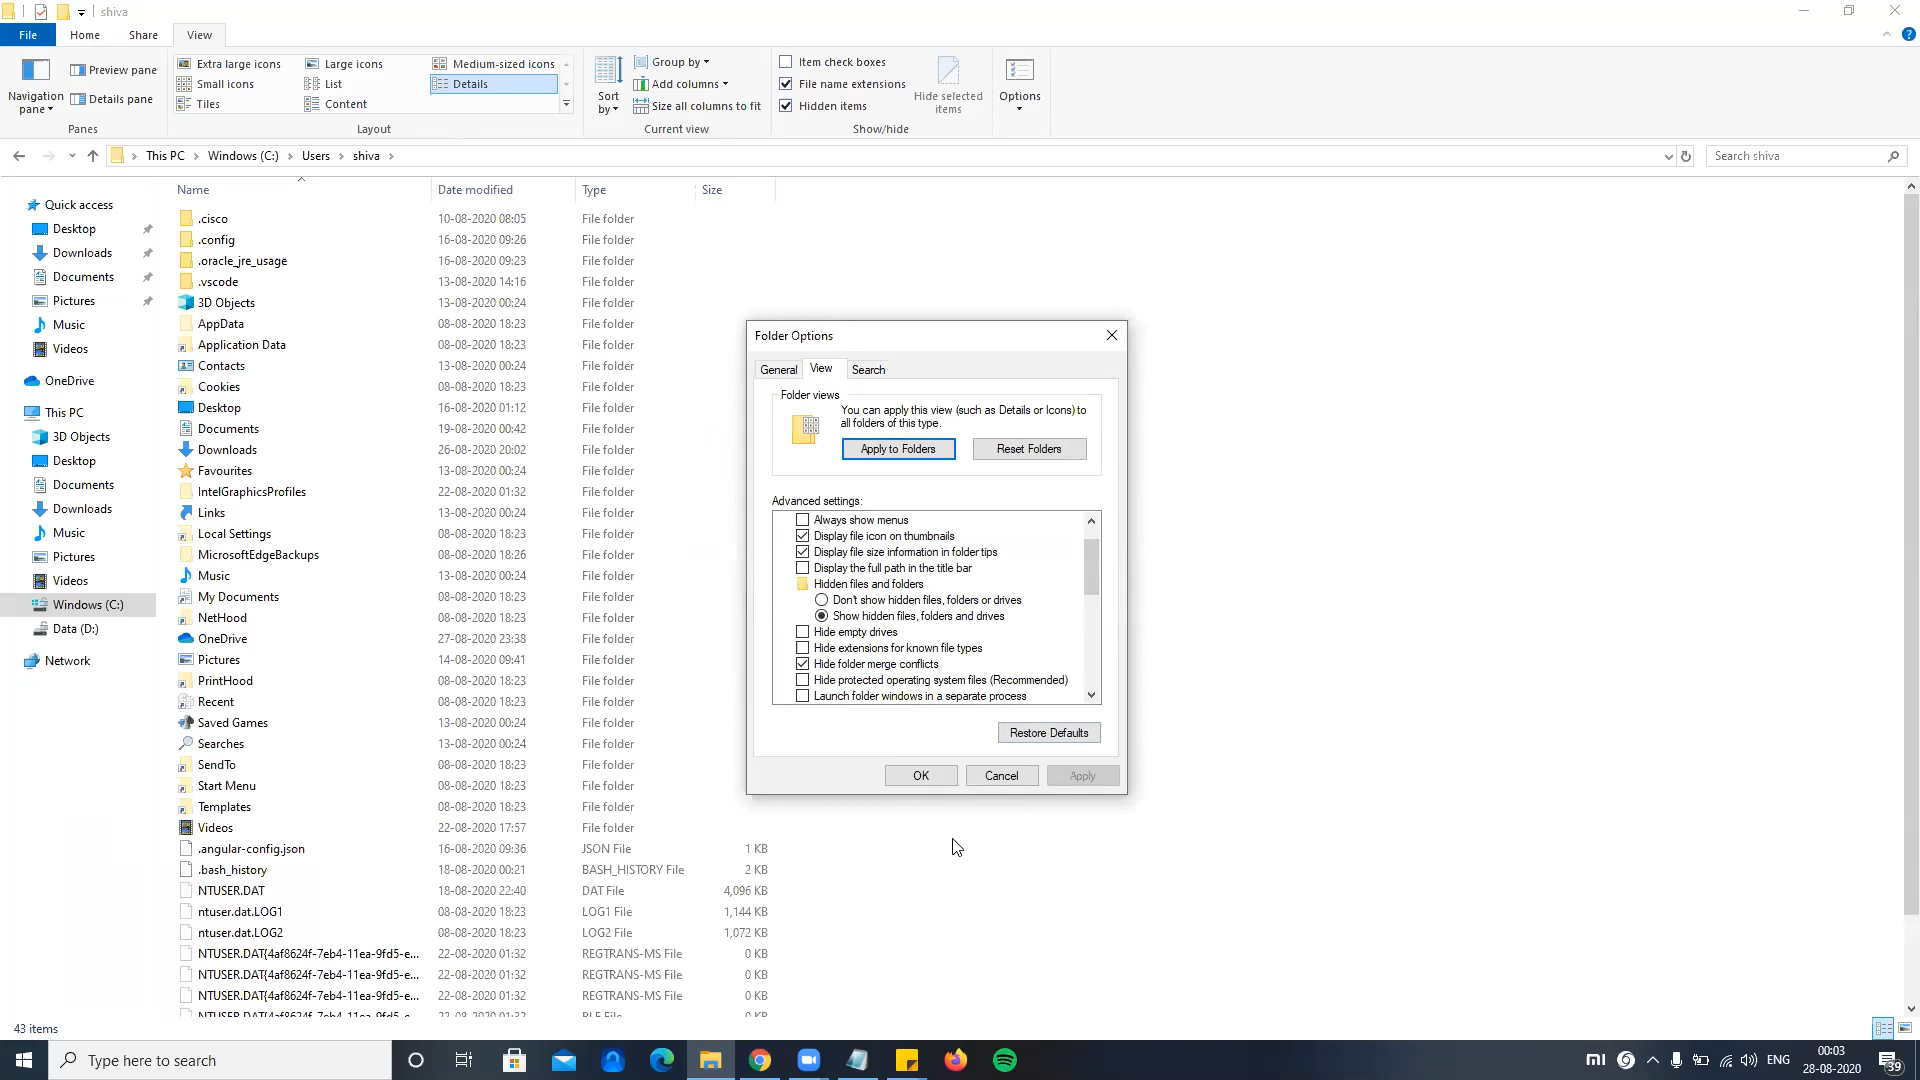 shiva
File Home Share View
Navigation pane
Preview pane
Details pane
Panes
Extra large icons Large icons Medium-sized icons
Small icons List Details
Tiles Content
Layout
Sort by
Group by
Add columns
Size all columns to fit
Current view
Item check boxes
File name extensions
Hidden items
Hide selected items
Show/hide
Options
This PC Windows (C:) Users shiva
Search shiva
Quick access
Desktop
Downloads
Documents
Pictures
Music
Videos
OneDrive
This PC
3D Objects
Desktop
Documents
Downloads
Music
Pictures
Videos
Windows (C:)
Data (D:)
Network
Name Date modified Type Size
.cisco 10-08-2020 08:05 File folder
.config 16-08-2020 09:26 File folder
.oracle_jre_usage 16-08-2020 09:23 File folder
.vscode 13-08-2020 14:16 File folder
3D Objects 13-08-2020 00:24 File folder
AppData 08-08-2020 18:23 File folder
Application Data 08-08-2020 18:23 File folder
Contacts 13-08-2020 00:24 File folder
Cookies 08-08-2020 18:23 File folder
Desktop 16-08-2020 01:12 File folder
Documents 19-08-2020 00:42 File folder
Downloads 26-08-2020 20:02 File folder
Favourites 13-08-2020 00:24 File folder
IntelGraphicsProfiles 22-08-2020 01:32 File folder
Links 13-08-2020 00:24 File folder
Local Settings 08-08-2020 18:23 File folder
MicrosoftEdgeBackups 08-08-2020 18:26 File folder
Music 13-08-2020 00:24 File folder
My Documents 08-08-2020 18:23 File folder
NetHood 08-08-2020 18:23 File folder
OneDrive 27-08-2020 23:38 File folder
Pictures 14-08-2020 09:41 File folder
PrintHood 08-08-2020 18:23 File folder
Recent 08-08-2020 18:23 File folder
Saved Games 13-08-2020 00:24 File folder
Searches 13-08-2020 00:24 File folder
SendTo 08-08-2020 18:23 File folder
Start Menu 08-08-2020 18:23 File folder
Templates 08-08-2020 18:23 File folder
Videos 22-08-2020 17:57 File folder
.angular-config.json 16-08-2020 09:36 JSON File 1 KB
.bash_history 18-08-2020 00:21 BASH_HISTORY File 2 KB
NTUSER.DAT 18-08-2020 22:40 DAT File 4,096 KB
ntuser.dat.LOG1 08-08-2020 18:23 LOG1 File 1,144 KB
ntuser.dat.LOG2 08-08-2020 18:23 LOG2 File 1,072 KB
NTUSER.DAT{4af8624f-7eb4-11ea-9fd5-e... 22-08-2020 01:32 REGTRANS-MS File 0 KB
NTUSER.DAT{4af8624f-7eb4-11ea-9fd5-e... 22-08-2020 01:32 REGTRANS-MS File 0 KB
NTUSER.DAT{4af8624f-7eb4-11ea-9fd5-e... 22-08-2020 01:32 REGTRANS-MS File 0 KB
Folder Options
General View Search
Folder views
You can apply this view (such as Details or Icons) to
all folders of this type.
Apply to Folders Reset Folders
Advanced settings:
Always show menus
Display file icon on thumbnails
Display file size information in folder tips
Display the full path in the title bar
Hidden files and folders
Don't show hidden files, folders or drives
Show hidden files, folders and drives
Hide empty drives
Hide extensions for known file types
Hide folder merge conflicts
Hide protected operating system files (Recommended)
Launch folder windows in a separate process
Restore Defaults
OK Cancel Apply
43 items
Type here to search
ENG
00:03
28-08-2020
39